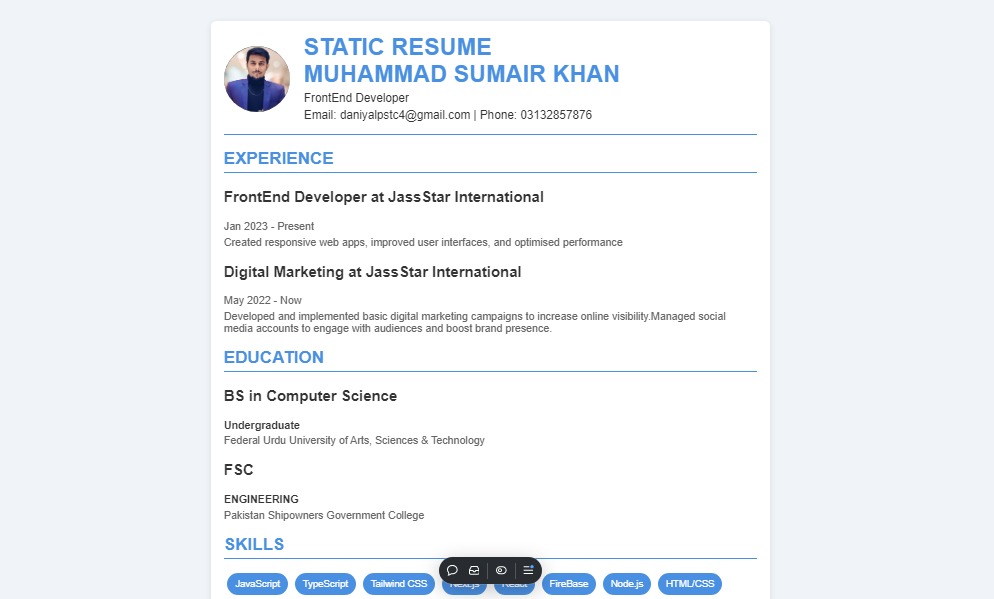 STATIC RESUME
MUHAMMAD SUMAIR KHAN
FrontEnd Developer
Email: daniyalpstc4@gmail.com | Phone: 03132857876
EXPERIENCE
FrontEnd Developer at JassStar International
Jan 2023 - Present
Created responsive web apps, improved user interfaces, and optimised performance
Digital Marketing at JassStar International
May 2022 - Now
Developed and implemented basic digital marketing campaigns to increase online visibility.Managed social
media accounts to engage with audiences and boost brand presence.
EDUCATION
BS in Computer Science
Undergraduate
Federal Urdu University of Arts, Sciences & Technology
FSC
ENGINEERING
Pakistan Shipowners Government College
SKILLS
JavaScript TypeScript Tailwind CSS Next.js React FireBase Node.js HTML/CSS